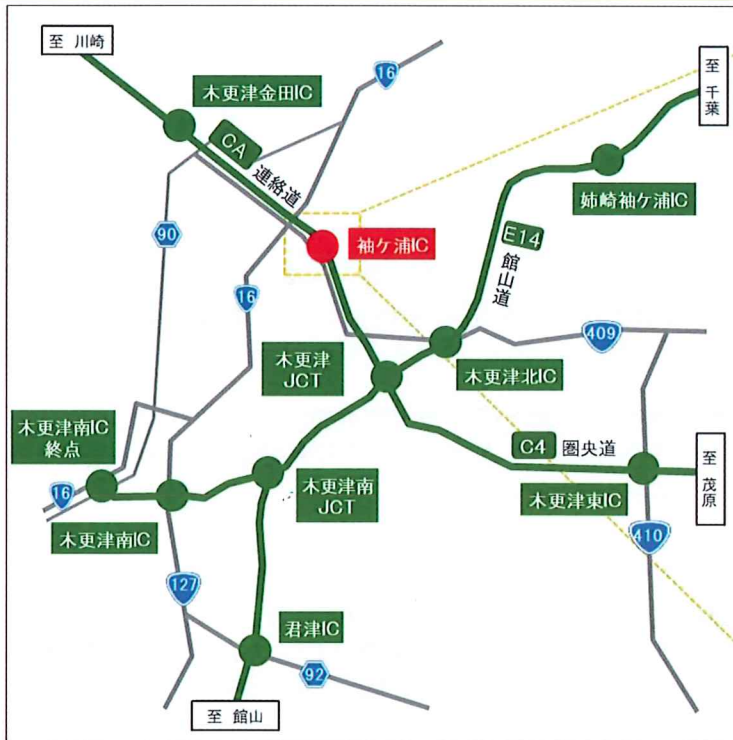 至 川崎
16
至
千
葉
木更津金田IC
CA
連絡道
姉崎袖ケ浦IC
90
袖ケ浦IC
E14
館山道
16
409
木更津
JCT
木更津北IC
木更津南IC
終点
C4 圏央道
至
茂
原
16
木更津南
JCT
木更津東IC
木更津南IC
410
127
君津IC
92
至 館山